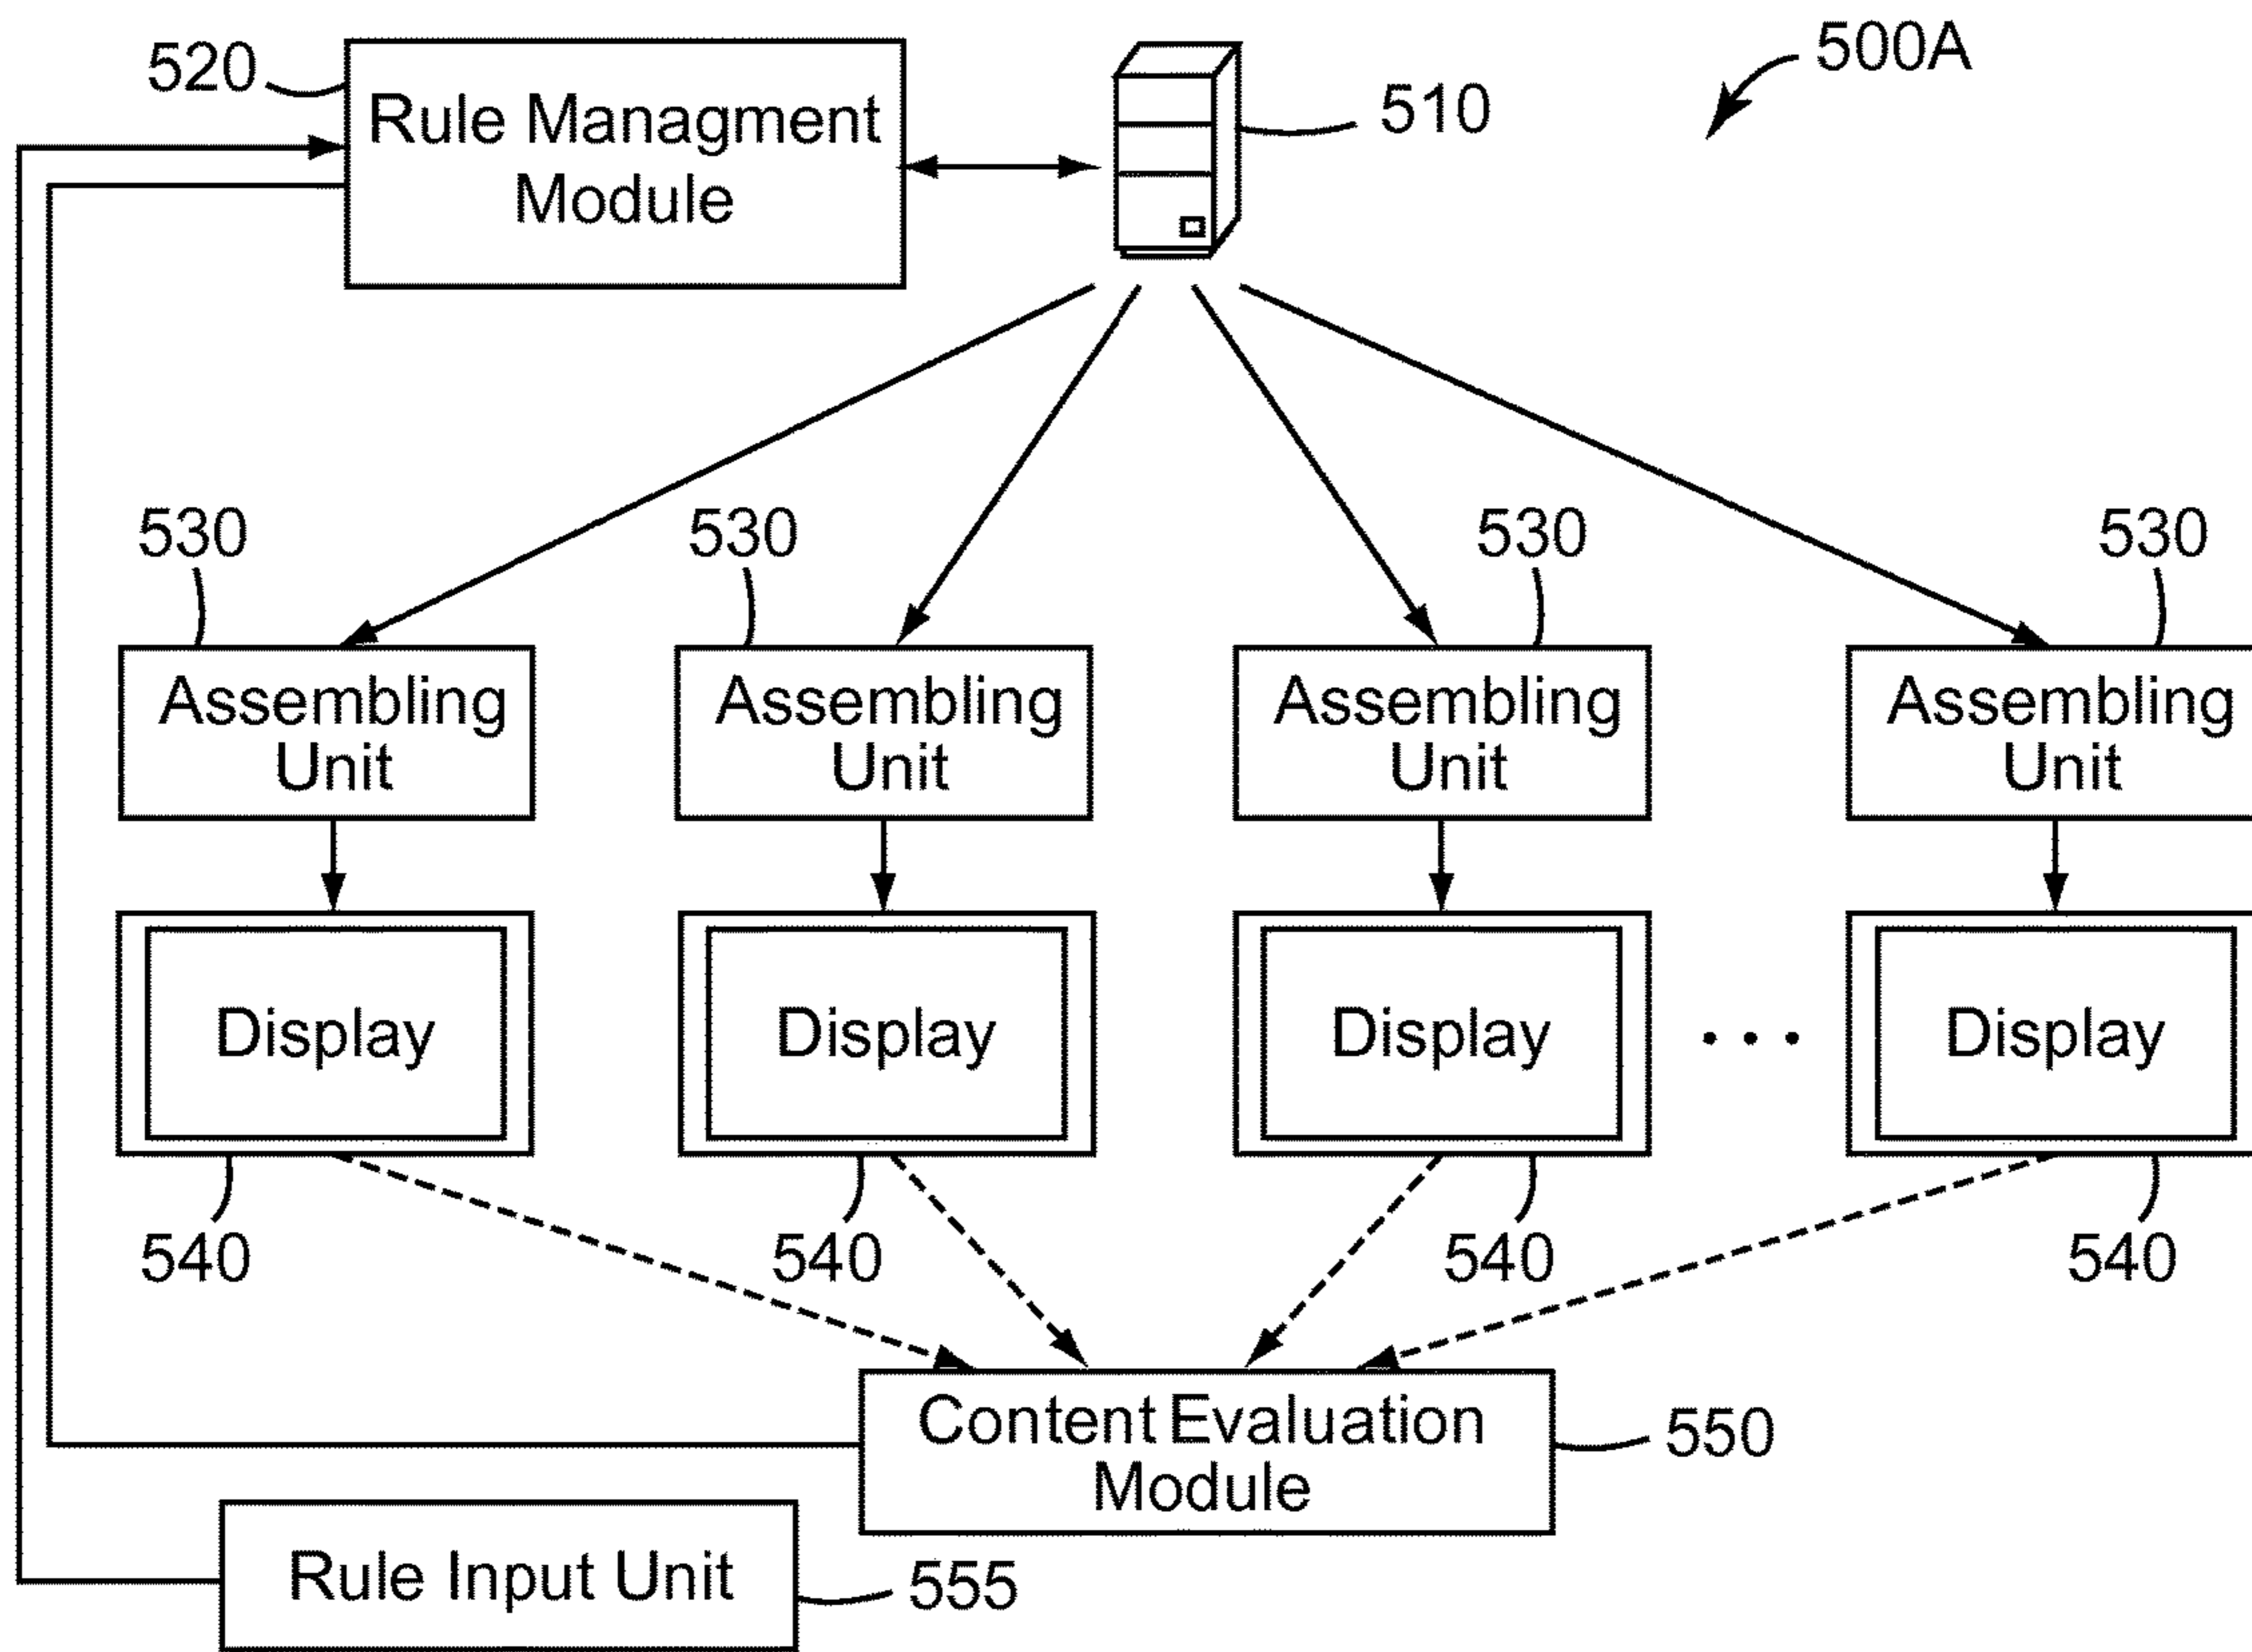 500A
520
Rule Managment
Module
510
530
530
530
530
Assembling
Unit
Assembling
Unit
Assembling
Unit
Assembling
Unit
Display
Display
Display
. . .
Display
540
540
540
540
Content Evaluation
Module
550
Rule Input Unit
555